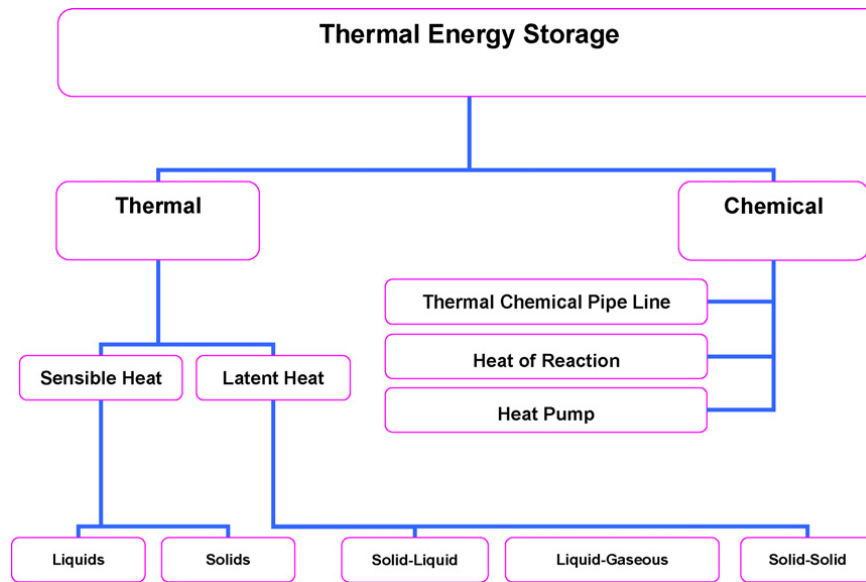 Thermal Energy Storage
Thermal
Chemical
Thermal Chemical Pipe Line
Heat of Reaction
Heat Pump
Sensible Heat
Latent Heat
Liquids
Solids
Solid-Liquid
Liquid-Gaseous
Solid-Solid